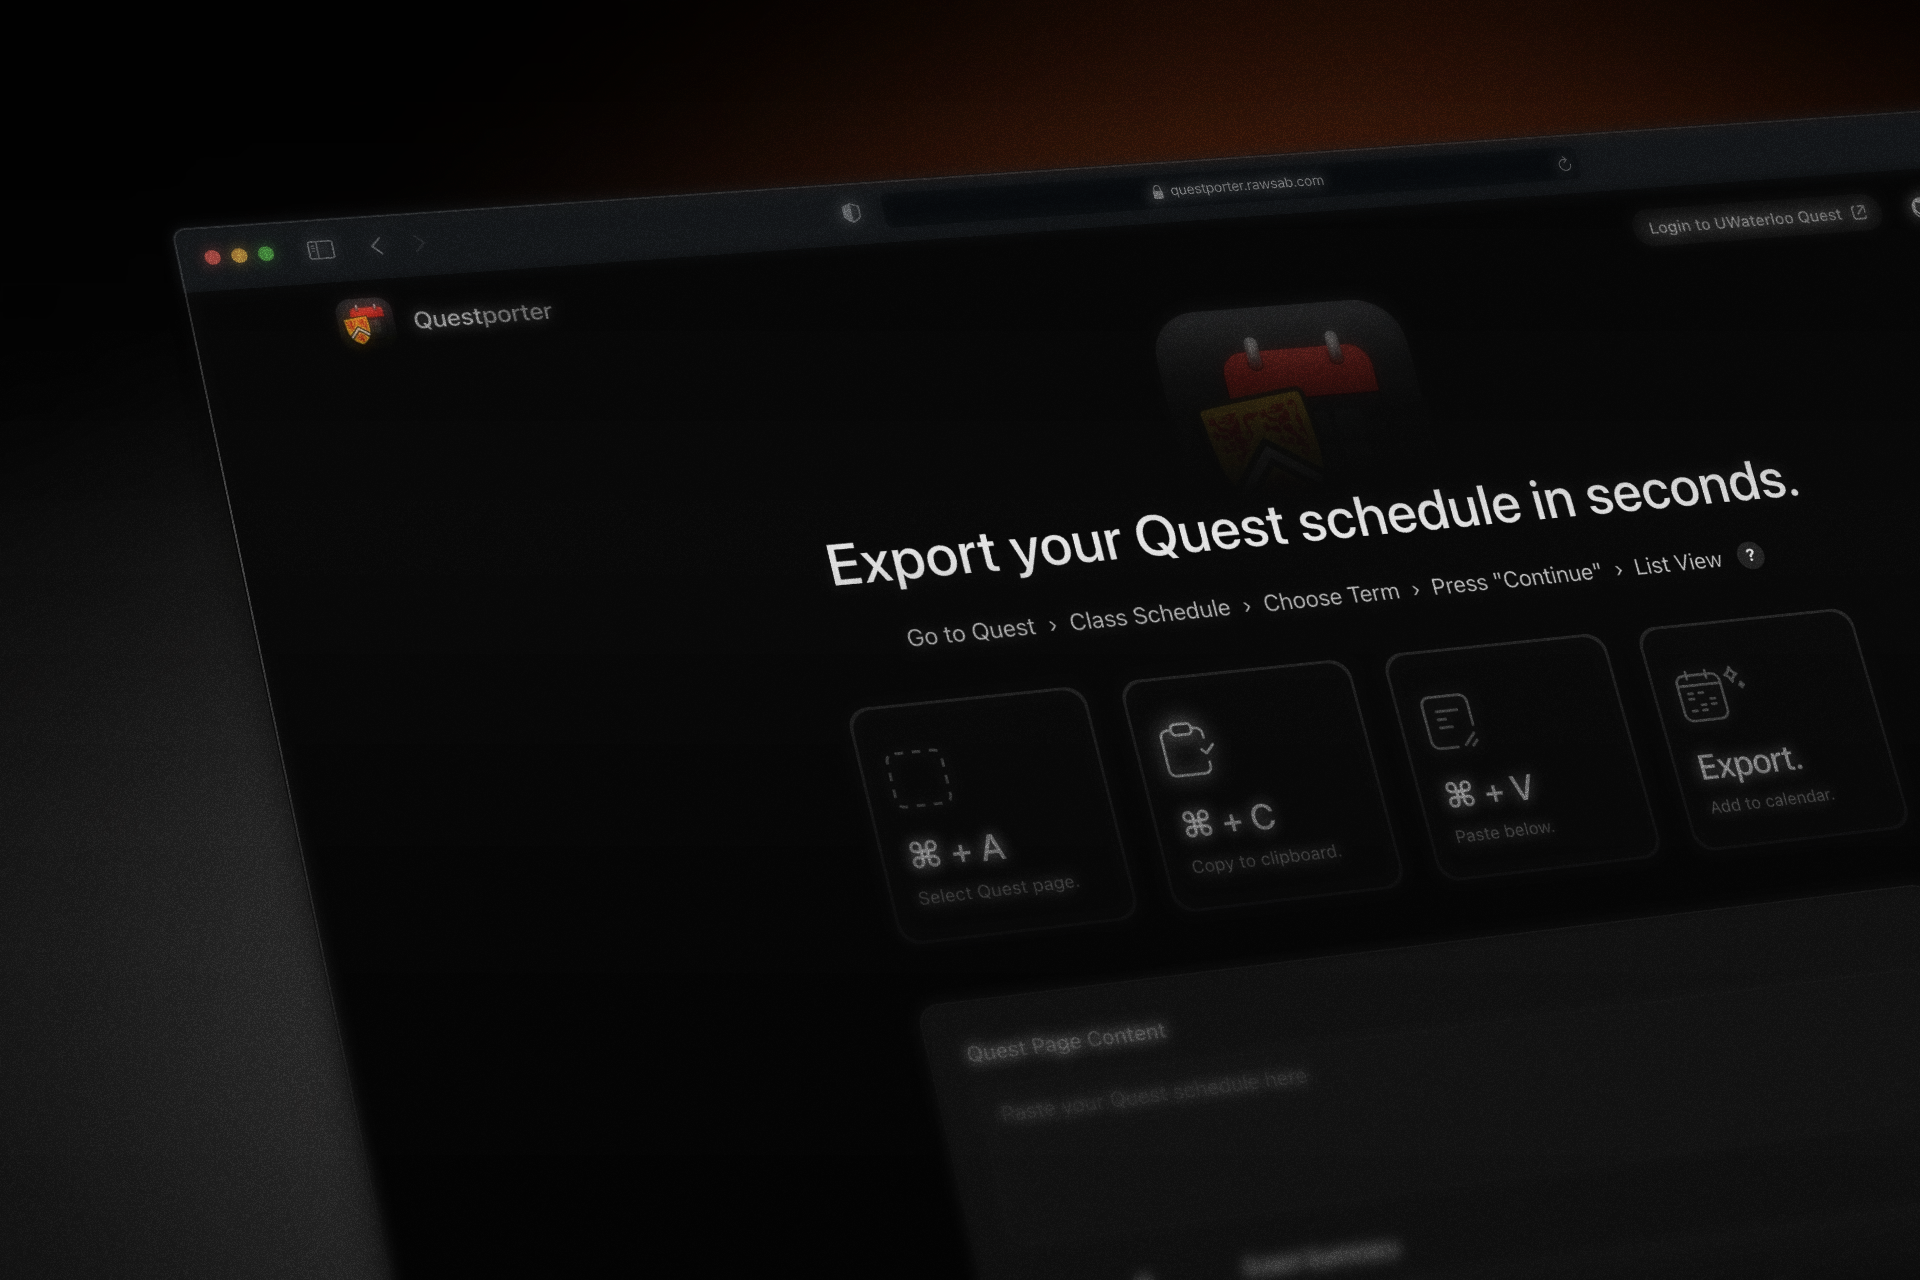 questporter.rawsab.com
Login to UWaterloo Quest
Questporter
Export your Quest schedule in seconds.
Go to Quest › Class Schedule › Choose Term › Press "Continue" › List View ?
⌘ + A
Select Quest page.
⌘ + C
Copy to clipboard.
⌘ + V
Paste below.
Export.
Add to calendar.
Quest Page Content
Paste your Quest schedule here